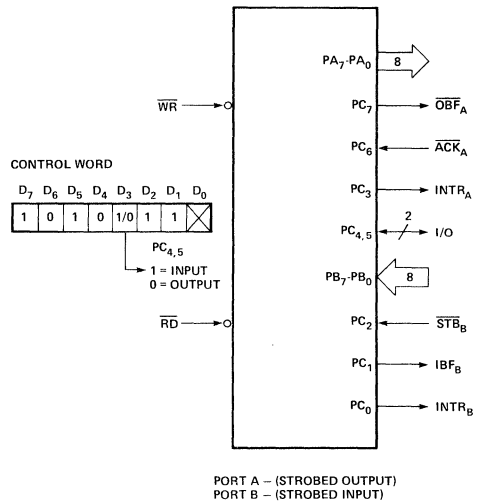 PA7-PA0
8
WR
PC7
OBFA
PC6
ACKA
CONTROL WORD
PC3
INTRA
D7 D6 D5 D4 D3 D2 D1 D0
1 0 1 0 1/0 1 1
PC4,5
2
I/O
PC4,5
1 = INPUT
0 = OUTPUT
PB7-PB0
8
RD
PC2
STBB
PC1
IBFB
PC0
INTRB
PORT A – (STROBED OUTPUT)
PORT B – (STROBED INPUT)